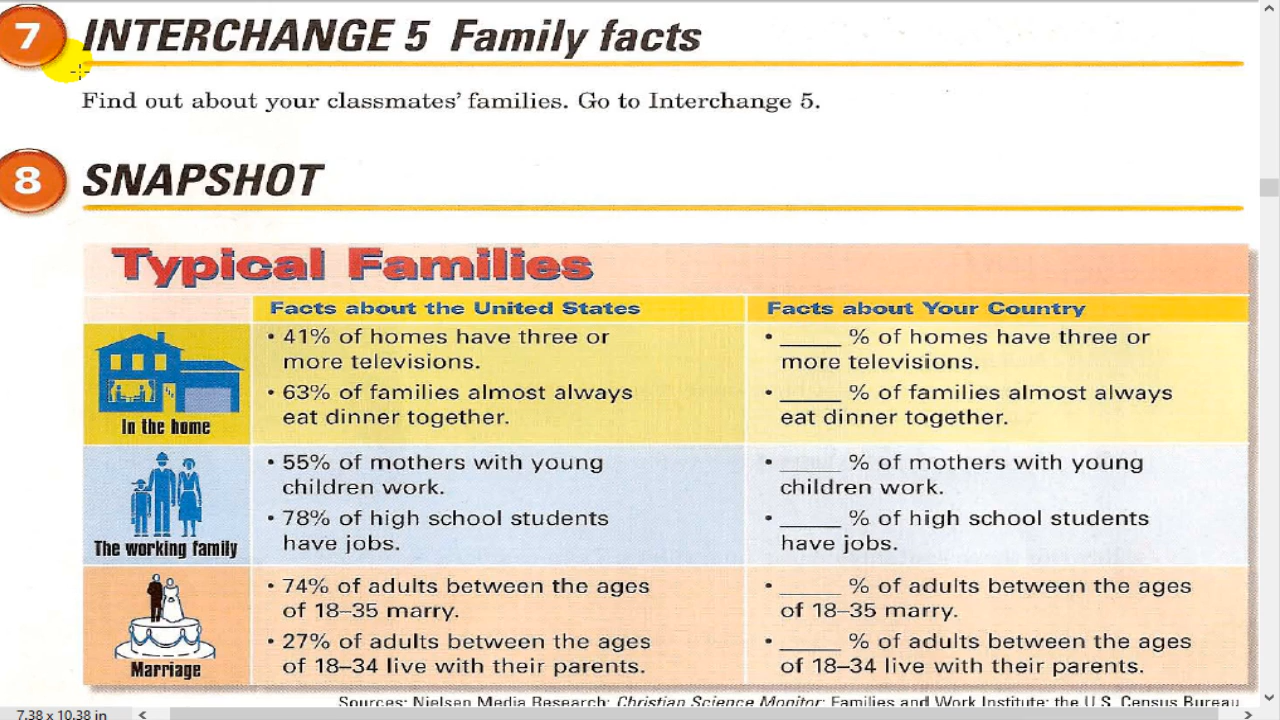 7 INTERCHANGE 5 Family facts
Find out about your classmates' families. Go to Interchange 5.
8 SNAPSHOT
Typical Families
Facts about the United States
Facts about Your Country
In the home
• 41% of homes have three or
more televisions.
• 63% of families almost always
eat dinner together.
• _____ % of homes have three or
more televisions.
• _____ % of families almost always
eat dinner together.
The working family
• 55% of mothers with young
children work.
• 78% of high school students
have jobs.
• _____ % of mothers with young
children work.
• _____ % of high school students
have jobs.
Marriage
• 74% of adults between the ages
of 18–35 marry.
• 27% of adults between the ages
of 18–34 live with their parents.
• _____ % of adults between the ages
of 18–35 marry.
• _____ % of adults between the ages
of 18–34 live with their parents.
Sources: Nielsen Media Research; Christian Science Monitor; Families and Work Institute; the U.S. Census Bureau
7.38 x 10.38 in